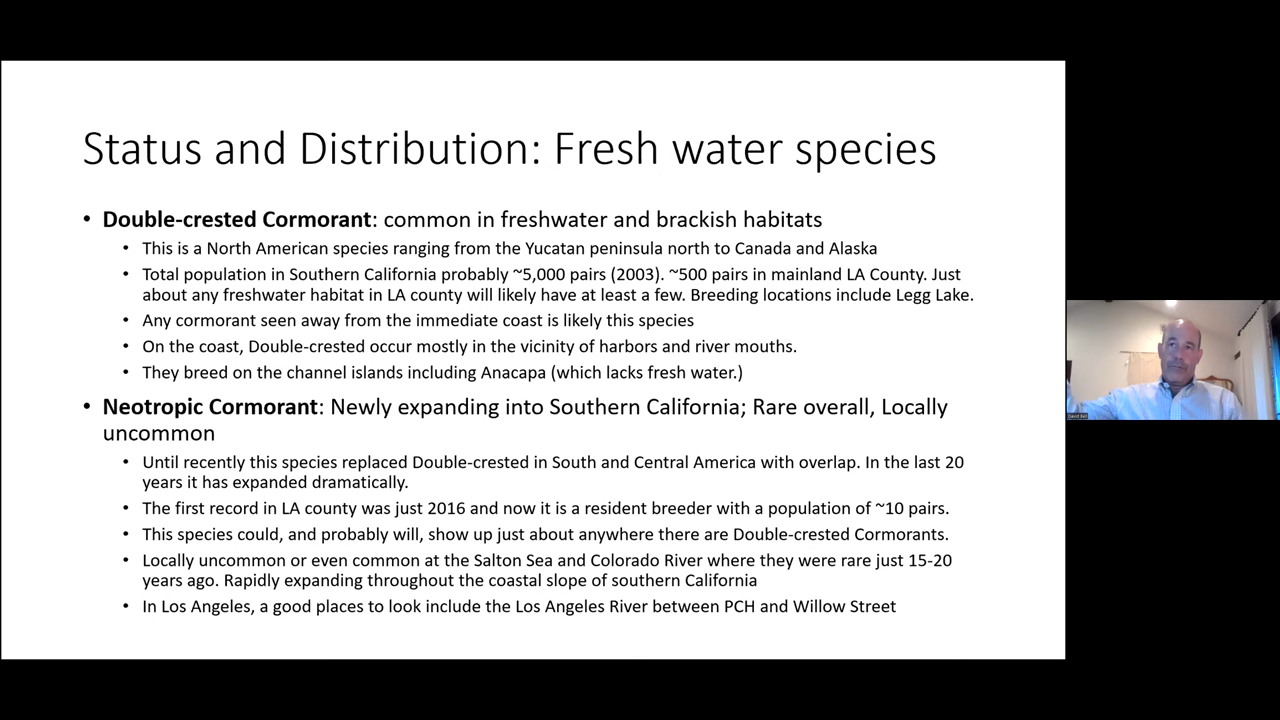 Status and Distribution: Fresh water species
• Double-crested Cormorant: common in freshwater and brackish habitats
• This is a North American species ranging from the Yucatan peninsula north to Canada and Alaska
• Total population in Southern California probably ~5,000 pairs (2003). ~500 pairs in mainland LA County. Just
about any freshwater habitat in LA county will likely have at least a few. Breeding locations include Legg Lake.
• Any cormorant seen away from the immediate coast is likely this species
• On the coast, Double-crested occur mostly in the vicinity of harbors and river mouths.
• They breed on the channel islands including Anacapa (which lacks fresh water.)
• Neotropic Cormorant: Newly expanding into Southern California; Rare overall, Locally
uncommon
• Until recently this species replaced Double-crested in South and Central America with overlap. In the last 20
years it has expanded dramatically.
• The first record in LA county was just 2016 and now it is a resident breeder with a population of ~10 pairs.
• This species could, and probably will, show up just about anywhere there are Double-crested Cormorants.
• Locally uncommon or even common at the Salton Sea and Colorado River where they were rare just 15-20
years ago. Rapidly expanding throughout the coastal slope of southern California
• In Los Angeles, a good places to look include the Los Angeles River between PCH and Willow Street
David Bell